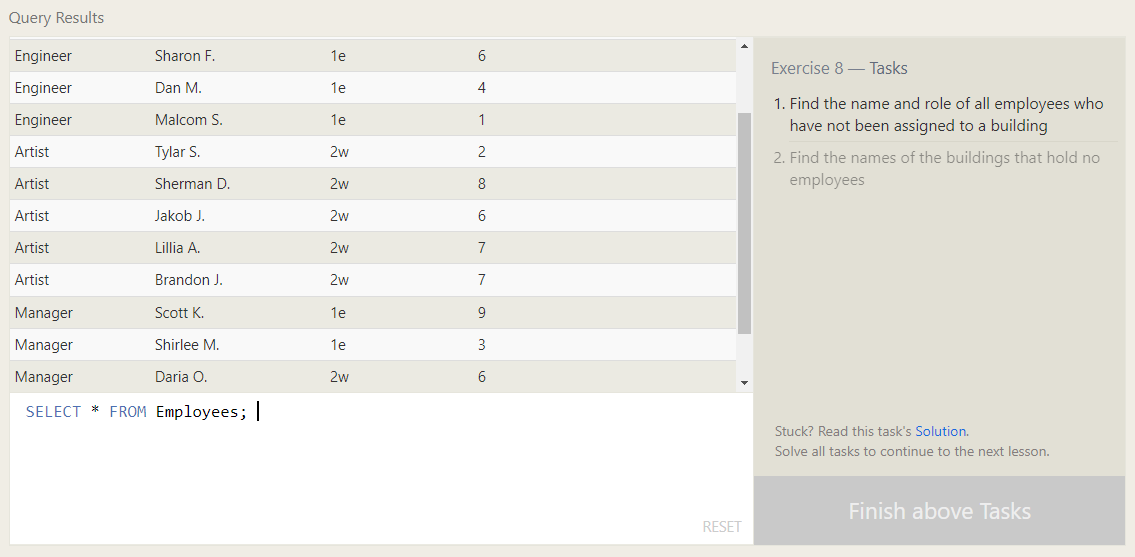 Query Results
Engineer Sharon F. 1e 6
Engineer Dan M. 1e 4
Engineer Malcom S. 1e 1
Artist Tylar S. 2w 2
Artist Sherman D. 2w 8
Artist Jakob J. 2w 6
Artist Lillia A. 2w 7
Artist Brandon J. 2w 7
Manager Scott K. 1e 9
Manager Shirlee M. 1e 3
Manager Daria O. 2w 6
SELECT * FROM Employees;
RESET
Exercise 8 — Tasks
1. Find the name and role of all employees who
have not been assigned to a building
2. Find the names of the buildings that hold no
employees
Stuck? Read this task's Solution.
Solve all tasks to continue to the next lesson.
Finish above Tasks